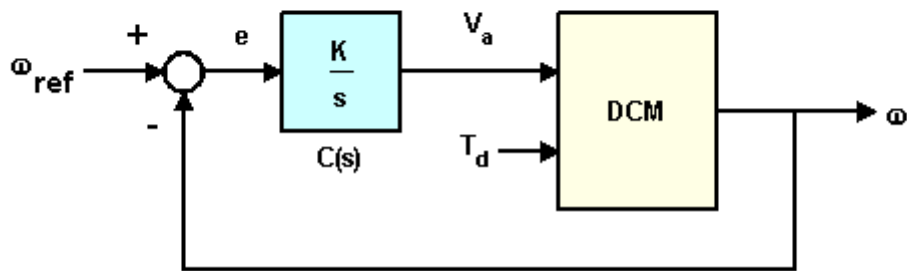 +
e
V_a
ω_ref
K
s
DCM
ω
-
T_d
C(s)